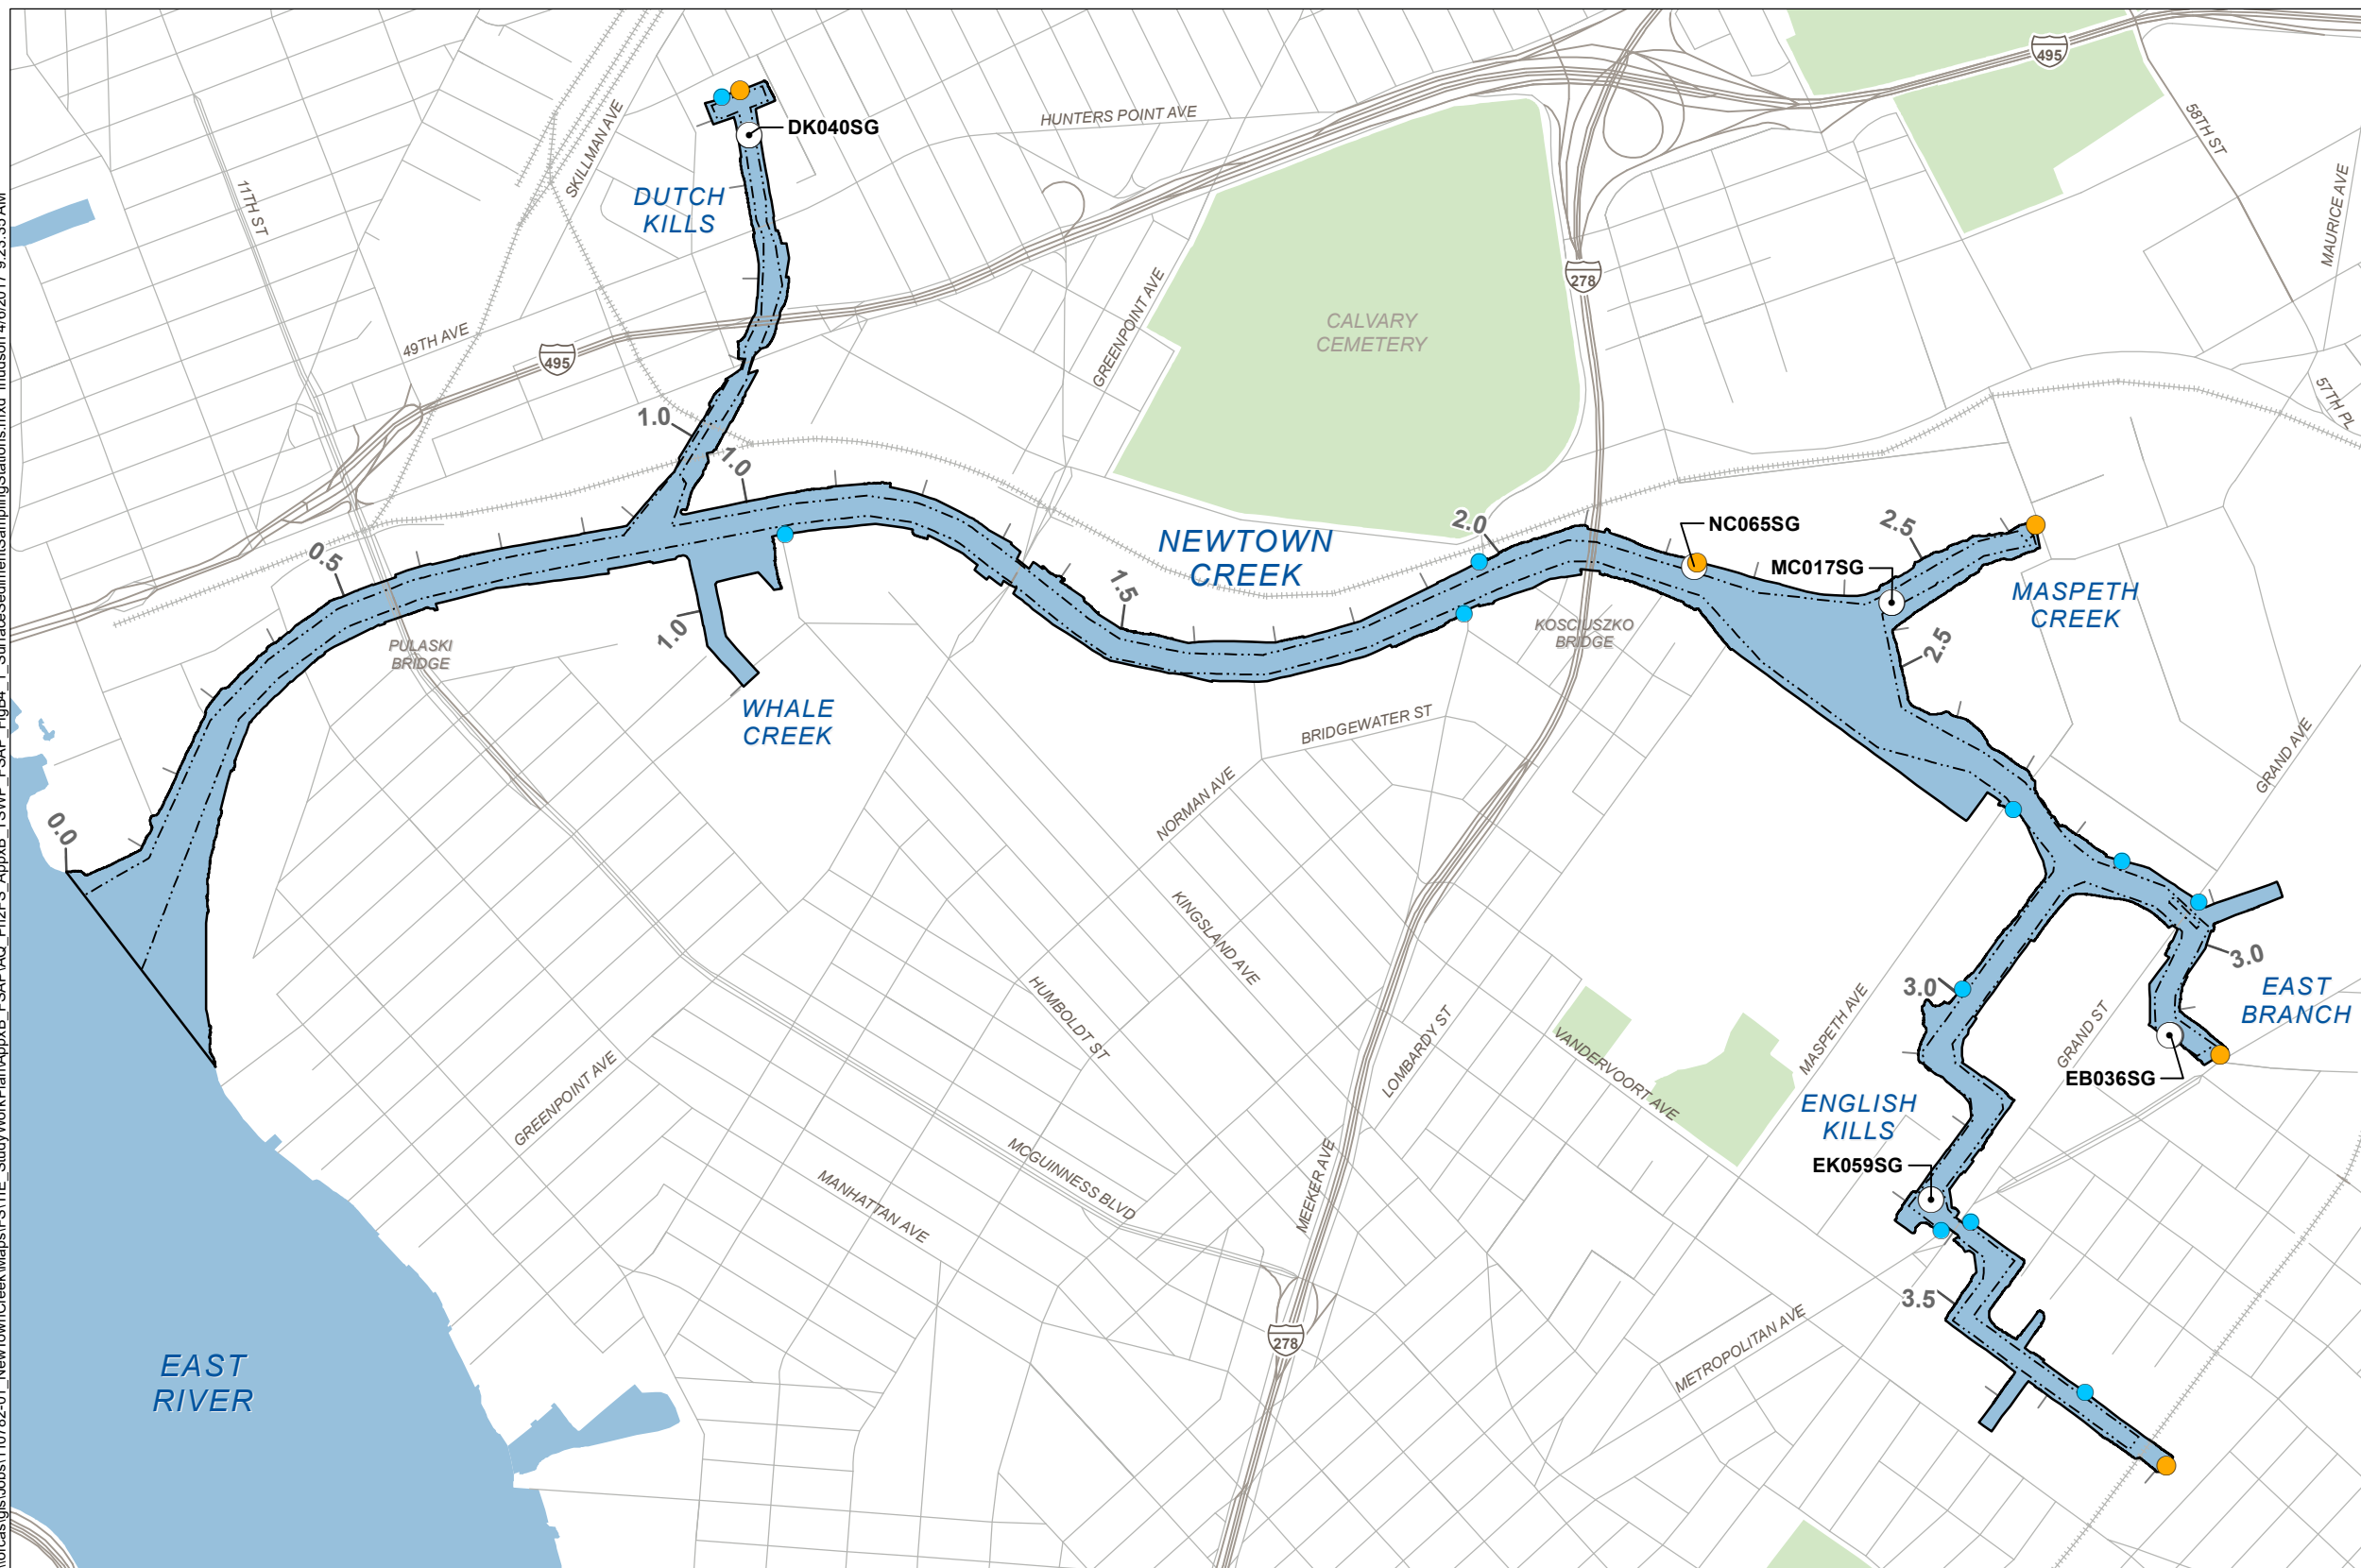 495
58TH ST
HUNTERS POINT AVE
DK040SG
SKILLMAN AVE
11TH ST
DUTCH
KILLS
MAURICE AVE
278
GREENPOINT AVE
CALVARY
CEMETERY
49TH AVE
495
57TH PL
1.0
1.0
0.5
NEWTOWN
CREEK
2.0
NC065SG
2.5
MC017SG
MASPETH
CREEK
1.5
1.0
PULASKI
BRIDGE
KOSCIUSZKO
BRIDGE
2.5
WHALE
CREEK
BRIDGEWATER ST
GRAND AVE
0.0
NORMAN AVE
KINGSLAND AVE
3.0
3.0
EAST
BRANCH
HUMBOLDT ST
LOMBARDY ST
VANDERVOORT AVE
MASPETH AVE
GRAND ST
EB036SG
GREENPOINT AVE
ENGLISH
KILLS
EK059SG
MCGUINNESS BLVD
MANHATTAN AVE
MEEKER AVE
3.5
278
METROPOLITAN AVE
EAST
RIVER